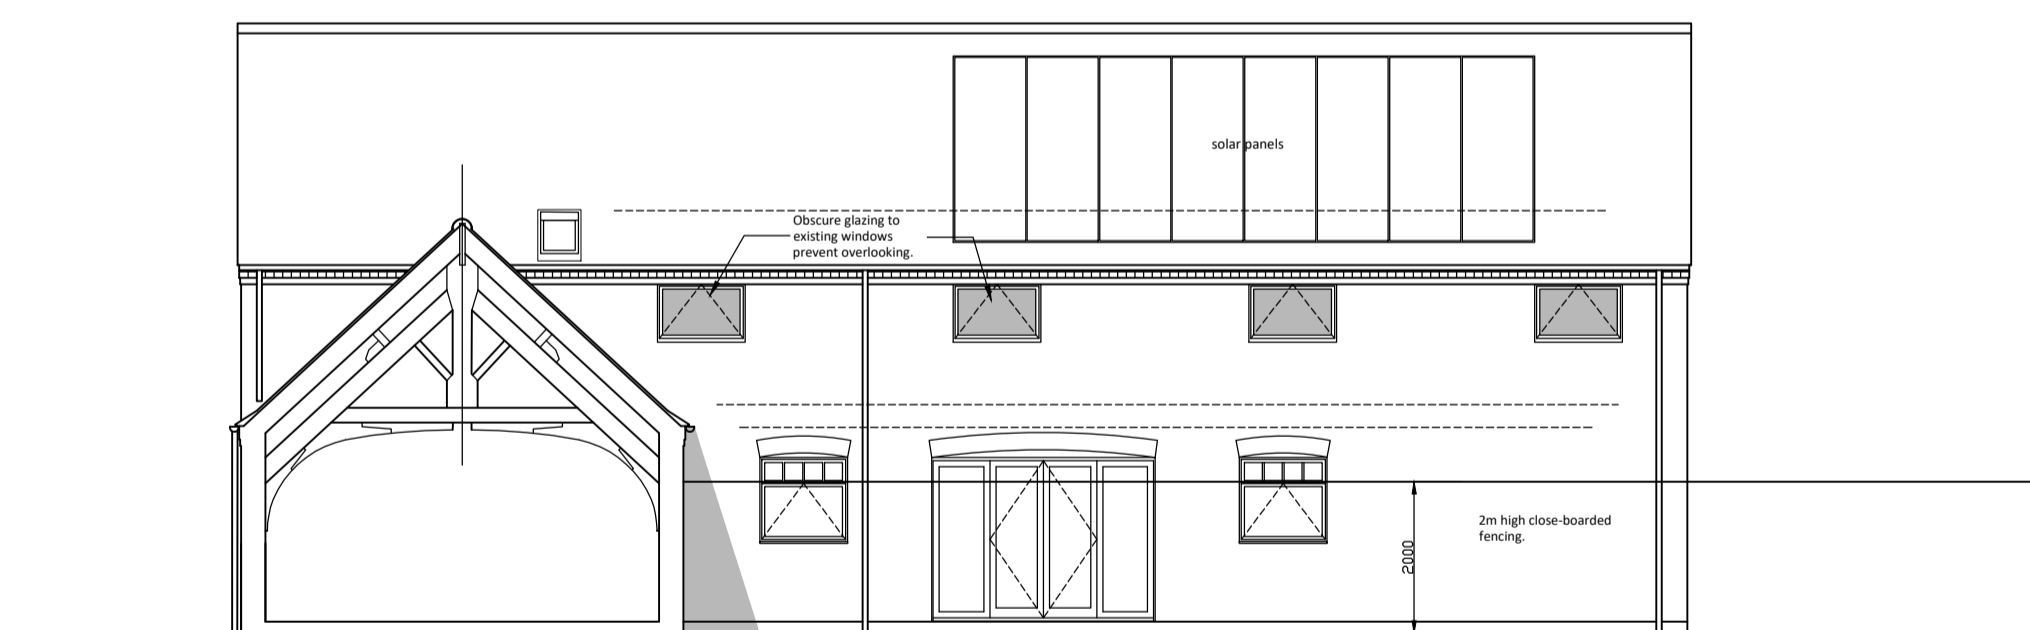 solar panels
Obscure glazing to
existing windows
prevent overlooking.
2m high close-boarded
fencing.
2000